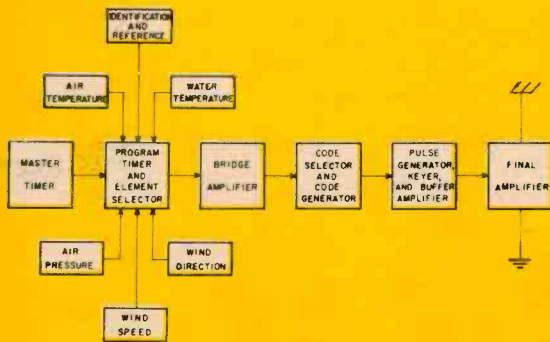 IDENTIFICATION
AND
REFERENCE
AIR
TEMPERATURE
WATER
TEMPERATURE
MASTER
TIMER
PROGRAM
TIMER
AND
ELEMENT
SELECTOR
BRIDGE
AMPLIFIER
CODE
SELECTOR
AND
CODE
GENERATOR
PULSE
GENERATOR,
KEYER,
AND BUFFER
AMPLIFIER
FINAL
AMPLIFIER
AIR
PRESSURE
WIND
DIRECTION
WIND
SPEED